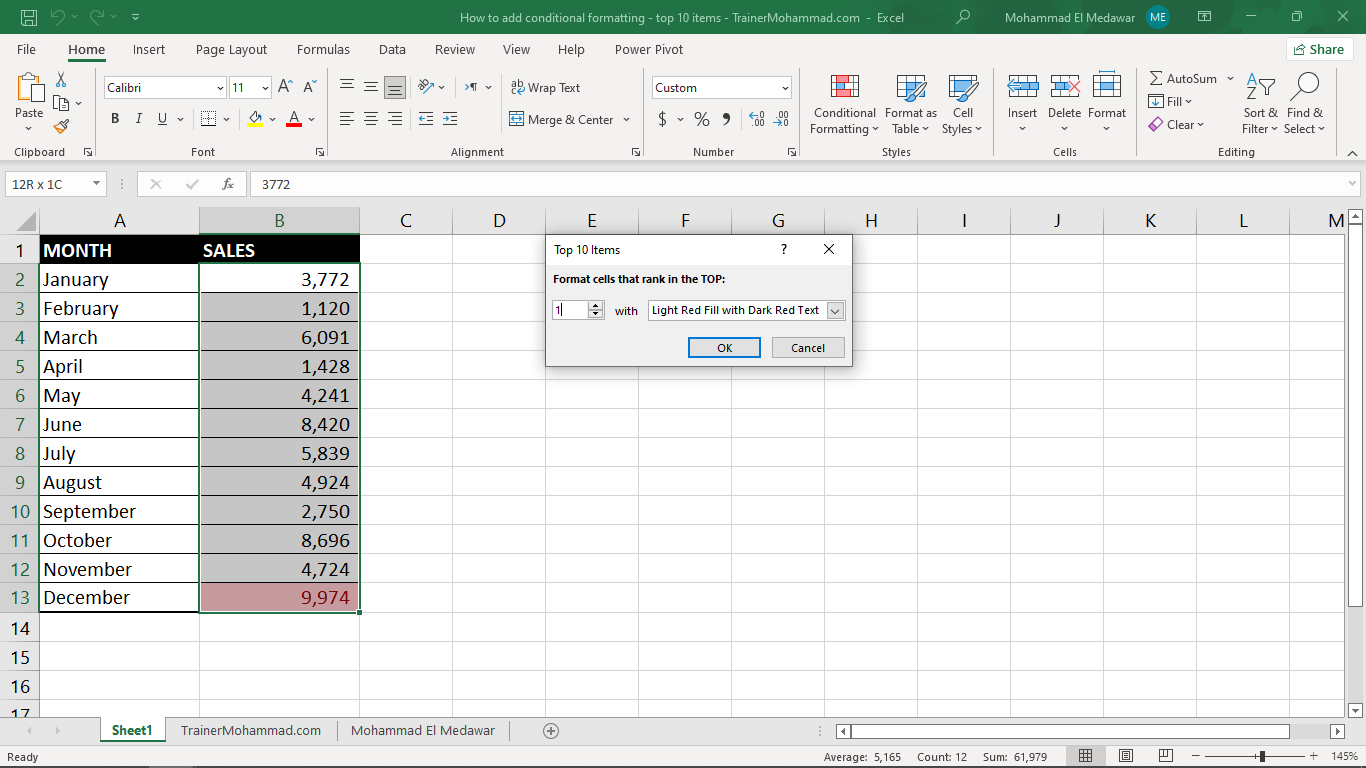 How to add conditional formatting - top 10 items - TrainerMohammad.com - Excel
Mohammad El Medawar ME
File Home Insert Page Layout Formulas Data Review View Help Power Pivot Share
Paste
Calibri 11
B I U A
Wrap Text
Merge & Center
Custom
$ % 9
Conditional Formatting
Format as Table
Cell Styles
Insert Delete Format
AutoSum
Fill
Clear
Sort & Filter
Find & Select
Clipboard Font Alignment Number Styles Cells Editing
12R x 1C fx 3772
A B C D E F G H I J K L M
1 MONTH SALES
2 January 3,772
3 February 1,120
4 March 6,091
5 April 1,428
6 May 4,241
7 June 8,420
8 July 5,839
9 August 4,924
10 September 2,750
11 October 8,696
12 November 4,724
13 December 9,974
14
15
16
17
Top 10 Items ?
Format cells that rank in the TOP:
1 with Light Red Fill with Dark Red Text
OK Cancel
Sheet1 TrainerMohammad.com Mohammad El Medawar
Ready Average: 5,165 Count: 12 Sum: 61,979 145%